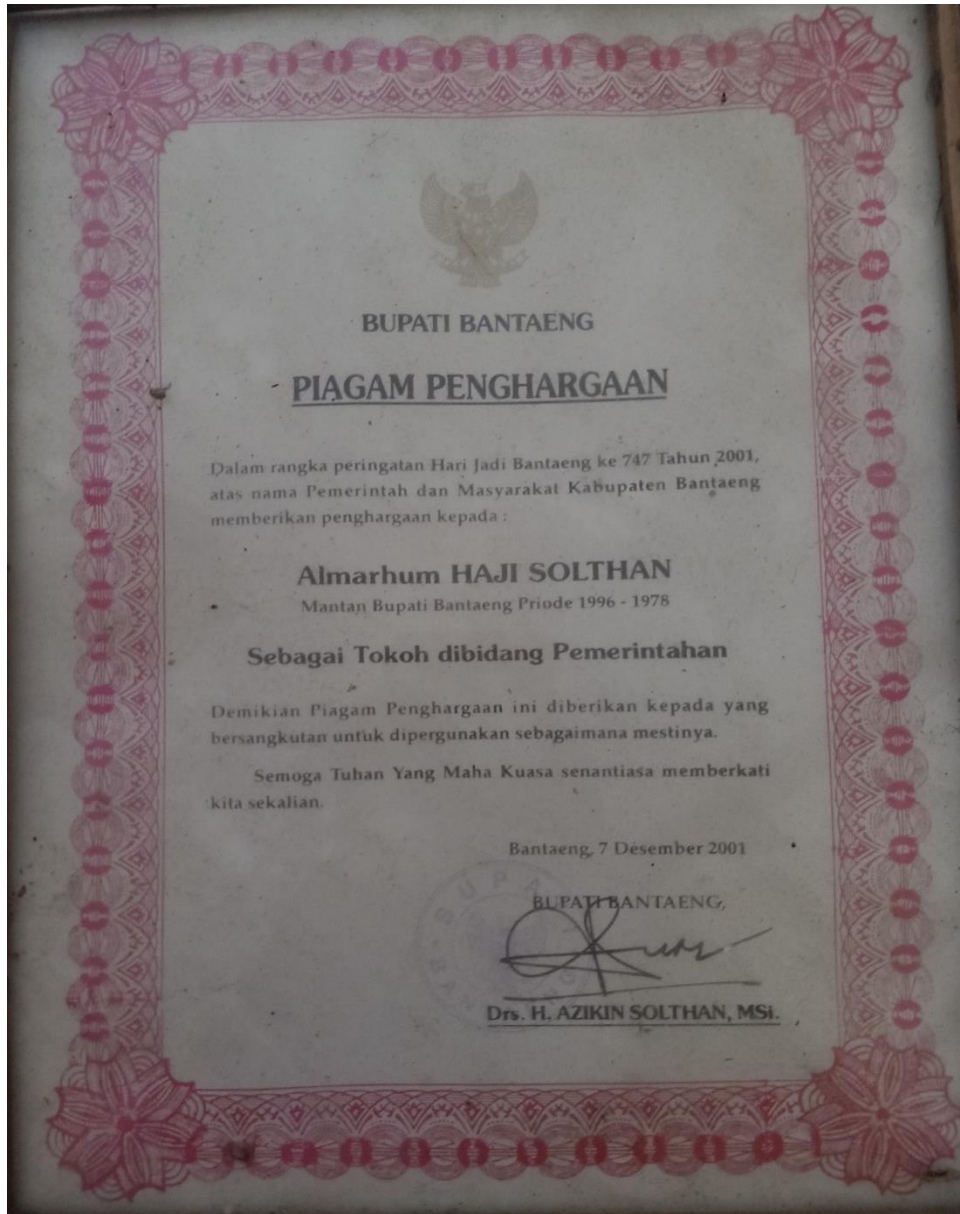 BUPATI BANTAENG
PIAGAM PENGHARGAAN
Dalam rangka peringatan Hari Jadi Bantaeng ke 747 Tahun 2001,
atas nama Pemerintah dan Masyarakat Kabupaten Bantaeng
memberikan penghargaan kepada :
Almarhum HAJI SOLTHAN
Mantan Bupati Bantaeng Priode 1996 - 1978
Sebagai Tokoh dibidang Pemerintahan
Demikian Piagam Penghargaan ini diberikan kepada yang
bersangkutan untuk dipergunakan sebagaimana mestinya.
Semoga Tuhan Yang Maha Kuasa senantiasa memberkati
kita sekalian.
Bantaeng, 7 Desember 2001
BUPATI BANTAENG,
Drs. H. AZIKIN SOLTHAN, MSi.